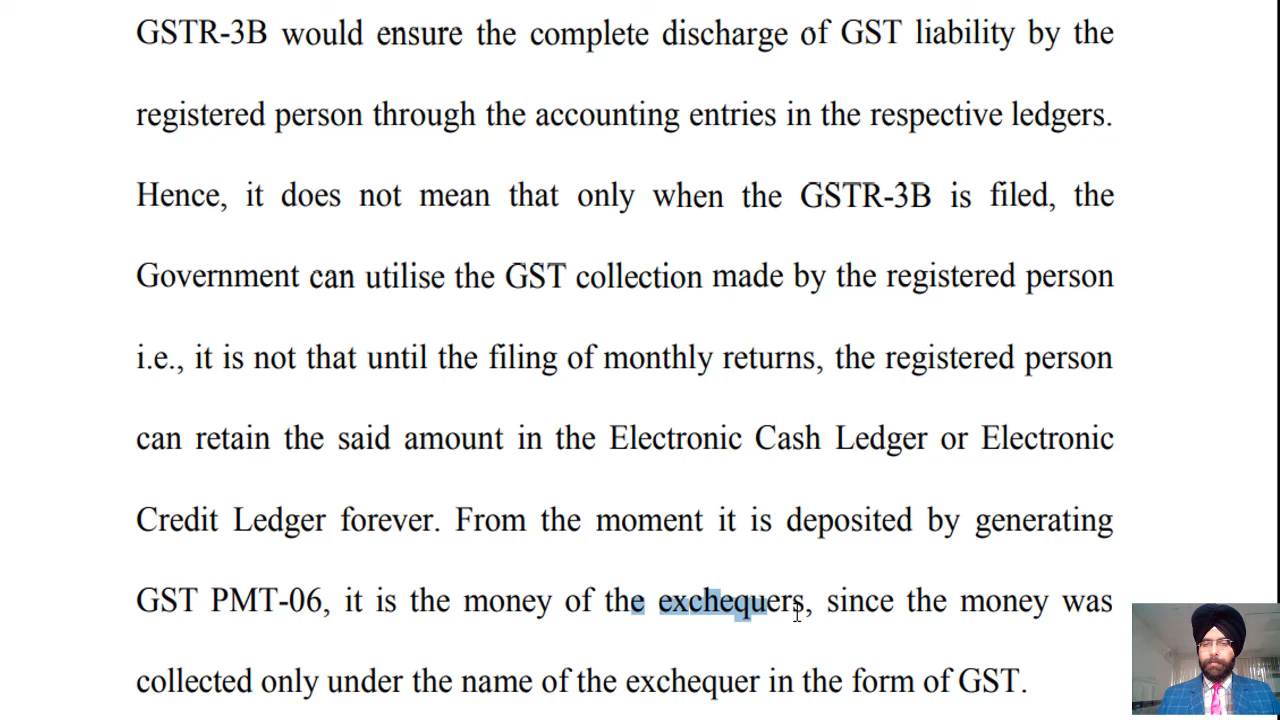 GSTR-3B would ensure the complete discharge of GST liability by the
registered person through the accounting entries in the respective ledgers.
Hence, it does not mean that only when the GSTR-3B is filed, the
Government can utilise the GST collection made by the registered person
i.e., it is not that until the filing of monthly returns, the registered person
can retain the said amount in the Electronic Cash Ledger or Electronic
Credit Ledger forever. From the moment it is deposited by generating
GST PMT-06, it is the money of the exchequers, since the money was
collected only under the name of the exchequer in the form of GST.